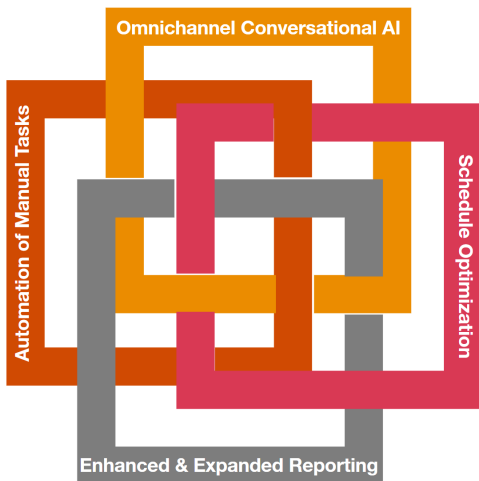 Omnichannel Conversational AI
Automation of Manual Tasks
Schedule Optimization
Enhanced & Expanded Reporting